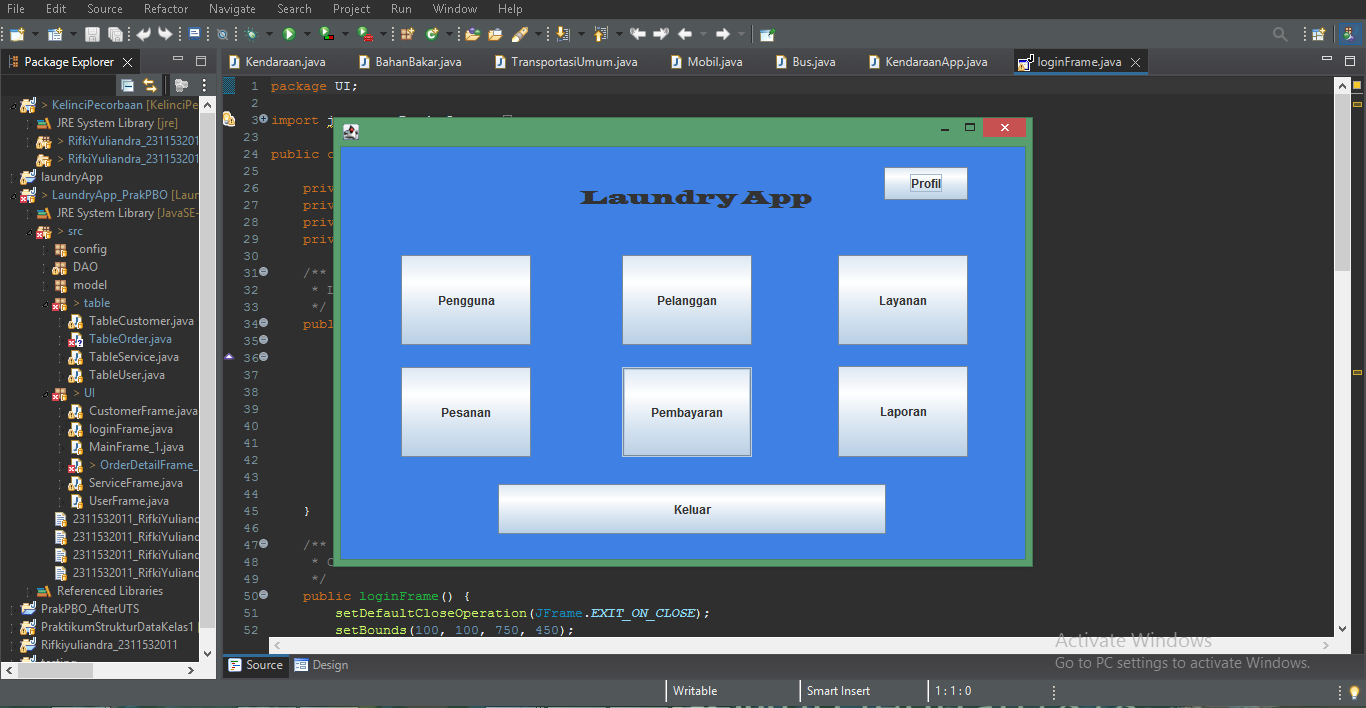 File Edit Source Refactor Navigate Search Project Run Window Help
Package Explorer
Kendaraan.java BahanBakar.java TransportasiUmum.java Mobil.java Bus.java KendaraanApp.java loginFrame.java
> KelinciPecorbaan [KelinciPe
JRE System Library [jre]
> RifkiYuliandra_231153201
> RifkiYuliandra_231153201
laundryApp
> LaundryApp_PrakPBO [Laur
JRE System Library [JavaSE-
> src
config
DAO
model
> table
TableCustomer.java
TableOrder.java
TableService.java
TableUser.java
> UI
CustomerFrame.java
loginFrame.java
MainFrame_1.java
> OrderDetailFrame_
ServiceFrame.java
UserFrame.java
2311532011_RifkiYuliand
2311532011_RifkiYuliand
2311532011_RifkiYuliand
2311532011_RifkiYuliand
Referenced Libraries
PrakPBO_AfterUTS
PraktikumStrukturDataKelas1
Rifkiyuliandra_2311532011
1 package UI;
2
3 import
23
24 public
25
26 priv
27 priv
28 priv
29 priv
30
31 /**
32 *
33 */
34 publ
35
36
37
38
39
40
41
42
43
44
45 }
46
47 /**
48 *
49 */
50 public loginFrame() {
51 setDefaultCloseOperation(JFrame.EXIT_ON_CLOSE);
52 setBounds(100, 100, 750, 450);
Laundry App
Profil
Pengguna Pelanggan Layanan
Pesanan Pembayaran Laporan
Keluar
Activate Windows
Go to PC settings to activate Windows.
Source Design
Writable Smart Insert 1 : 1 : 0